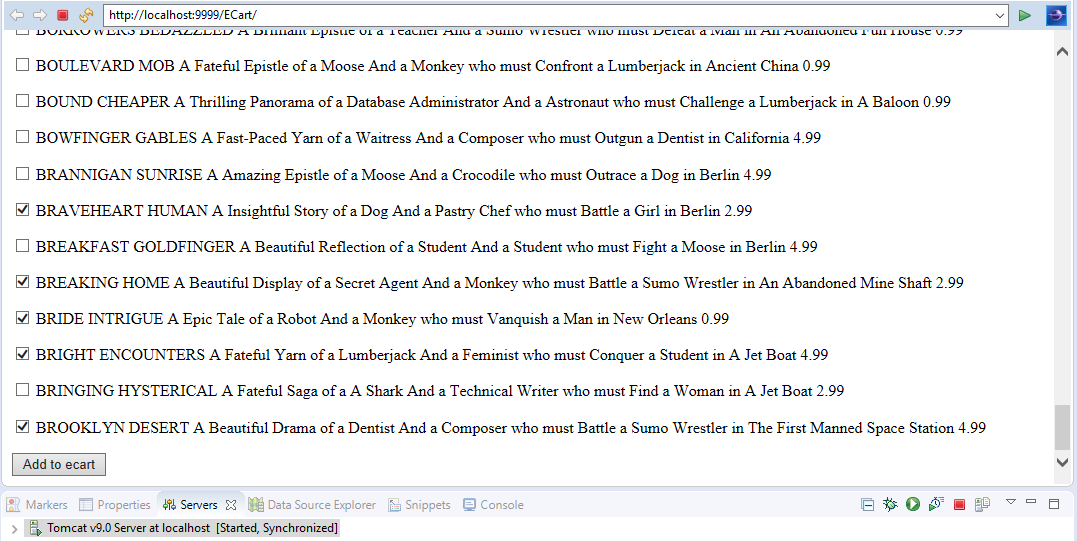 http://localhost:9999/ECart/
BORROWERS BEDAZZLED A Brilliant Epistle of a Teacher And a Sumo Wrestler who must Defeat a Man in An Abandoned Fun House 0.99
BOULEVARD MOB A Fateful Epistle of a Moose And a Monkey who must Confront a Lumberjack in Ancient China 0.99
BOUND CHEAPER A Thrilling Panorama of a Database Administrator And a Astronaut who must Challenge a Lumberjack in A Baloon 0.99
BOWFINGER GABLES A Fast-Paced Yarn of a Waitress And a Composer who must Outgun a Dentist in California 4.99
BRANNIGAN SUNRISE A Amazing Epistle of a Moose And a Crocodile who must Outrace a Dog in Berlin 4.99
BRAVEHEART HUMAN A Insightful Story of a Dog And a Pastry Chef who must Battle a Girl in Berlin 2.99
BREAKFAST GOLDFINGER A Beautiful Reflection of a Student And a Student who must Fight a Moose in Berlin 4.99
BREAKING HOME A Beautiful Display of a Secret Agent And a Monkey who must Battle a Sumo Wrestler in An Abandoned Mine Shaft 2.99
BRIDE INTRIGUE A Epic Tale of a Robot And a Monkey who must Vanquish a Man in New Orleans 0.99
BRIGHT ENCOUNTERS A Fateful Yarn of a Lumberjack And a Feminist who must Conquer a Student in A Jet Boat 4.99
BRINGING HYSTERICAL A Fateful Saga of a A Shark And a Technical Writer who must Find a Woman in A Jet Boat 2.99
BROOKLYN DESERT A Beautiful Drama of a Dentist And a Composer who must Battle a Sumo Wrestler in The First Manned Space Station 4.99
Add to ecart
Markers Properties Servers Data Source Explorer Snippets Console
Tomcat v9.0 Server at localhost [Started, Synchronized]